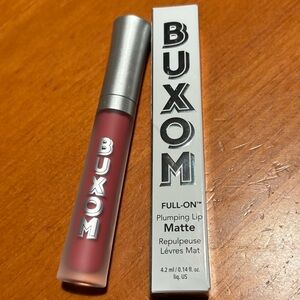 BUXOM
BUXOM
FULL-ON™
Plumping Lip
Matte
Repulpeuse
Lèvres Mat
4.2 ml / 0.14 fl. oz.
liq. US